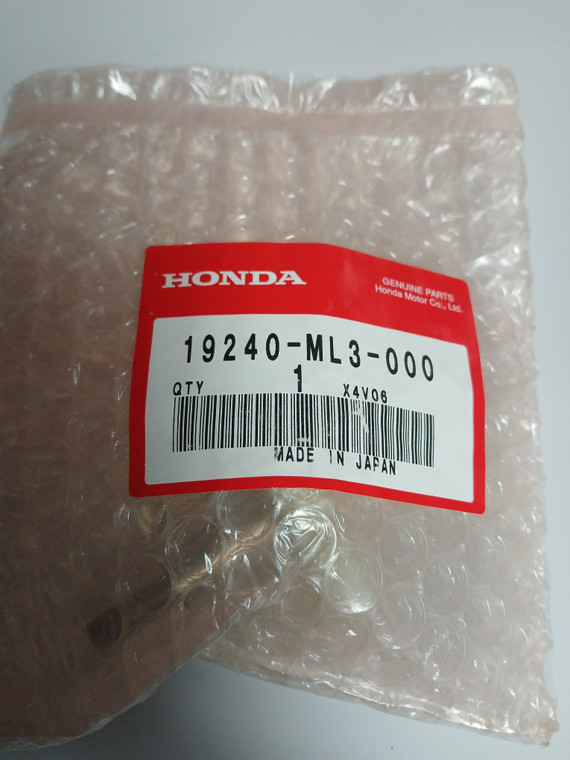 HONDA
GENUINE PARTS
Honda Motor Co., Ltd.
19240-ML3-000
QTY 1 X4V06
MADE IN JAPAN